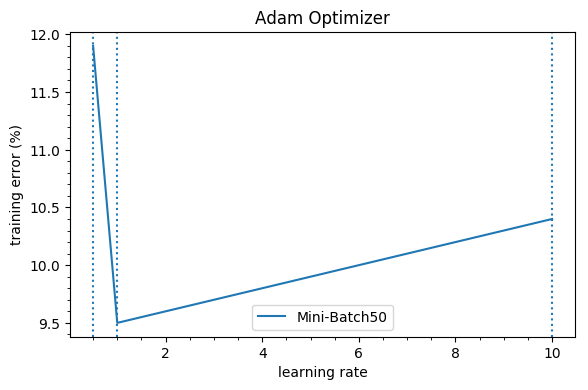 Adam Optimizer
12.0
11.5
11.0
10.5
10.0
9.5
training error (%)
Mini-Batch50
2
4
6
8
10
learning rate